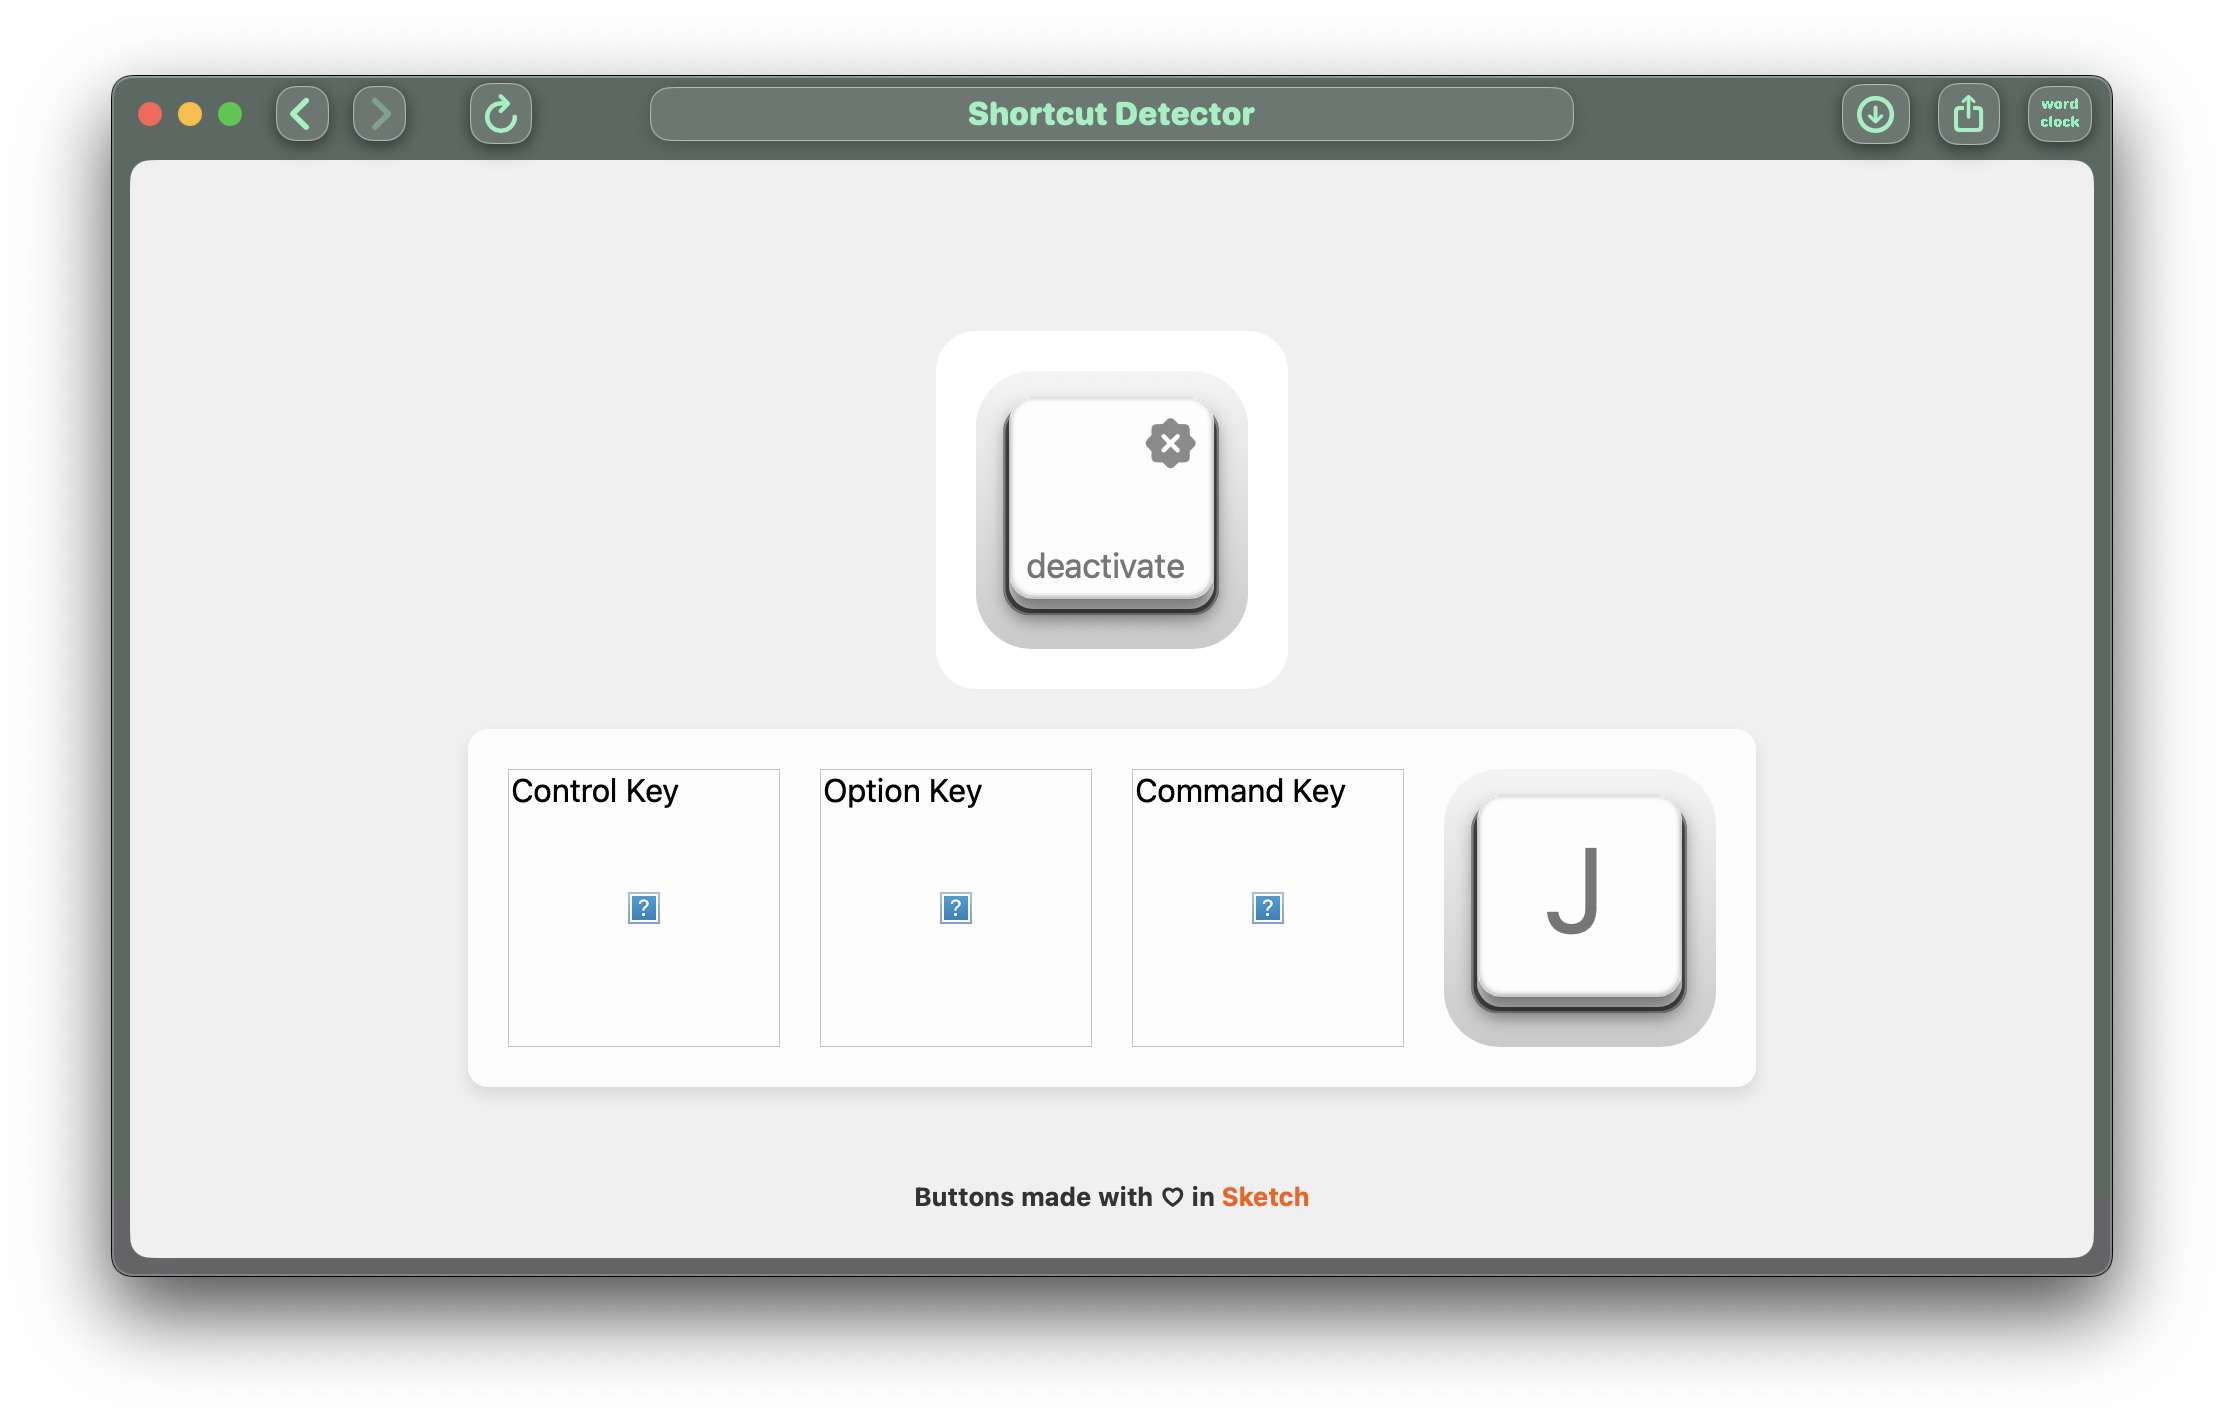 Shortcut Detector
word
clock
deactivate
Control Key
Option Key
Command Key
?
?
?
J
Buttons made with ♡ in Sketch